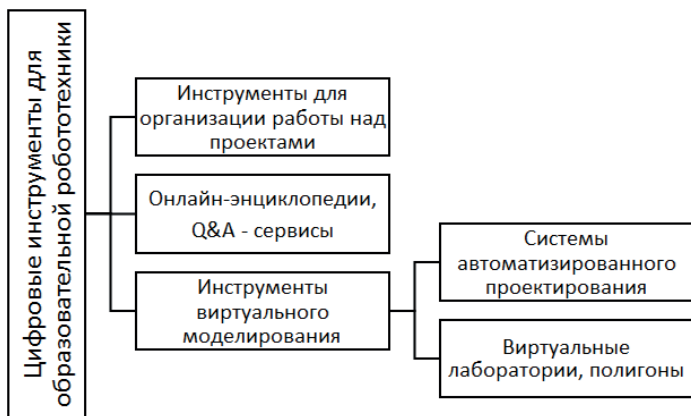 Цифровые инструменты для
образовательной робототехники
Инструменты для
организации работы над
проектами
Онлайн-энциклопедии,
Q&A - сервисы
Инструменты
виртуального
моделирования
Системы
автоматизированного
проектирования
Виртуальные
лаборатории, полигоны